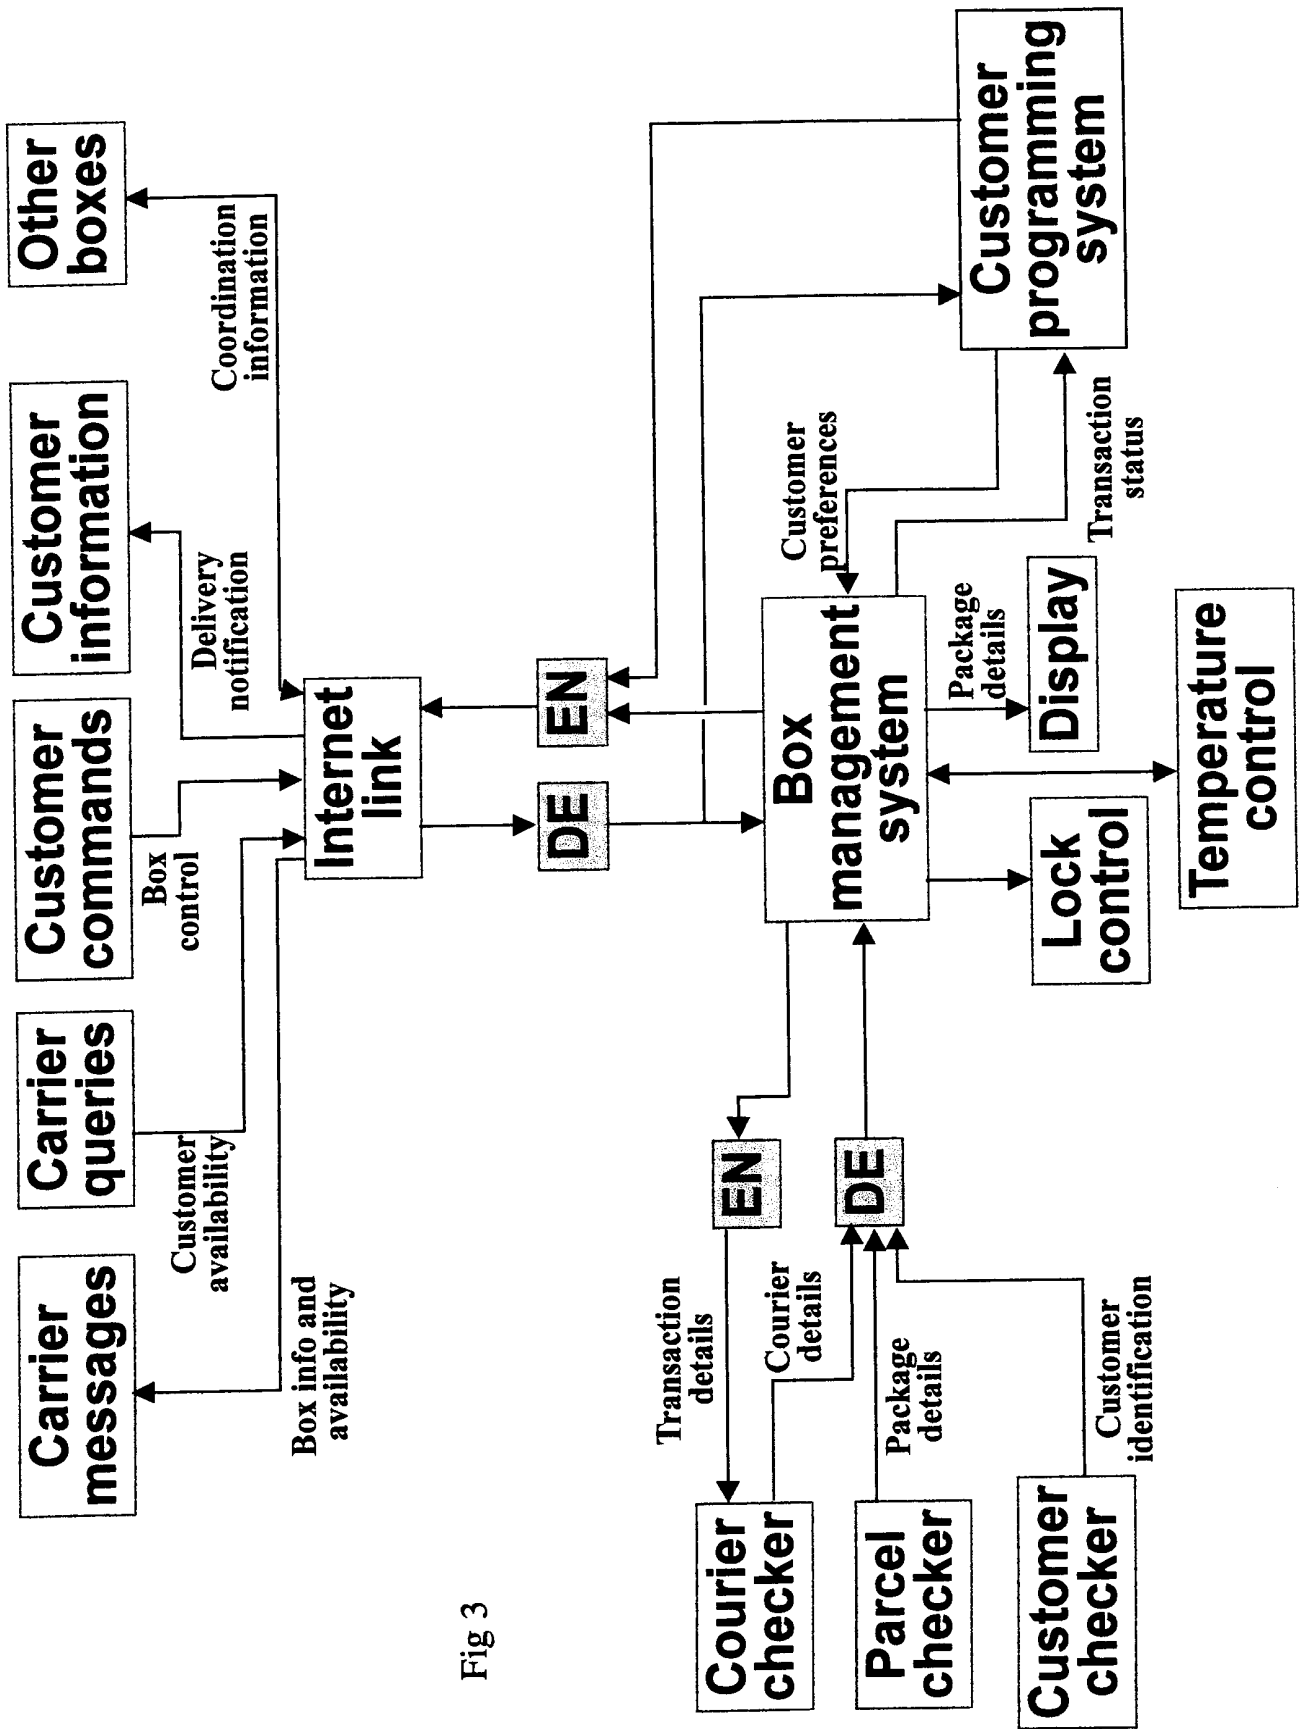 Carrier
messages
Carrier
queries
Customer
commands
Customer
information
Other
boxes
Box info and
availability
Customer
availability
Box
control
Delivery
notification
Coordination
information
Internet
link
DE
EN
Fig 3
Courier
checker
Parcel
checker
Customer
checker
Transaction
details
Courier
details
Package
details
Customer
identification
EN
DE
Box
management
system
Customer
preferences
Transaction
status
Customer
programming
system
Package
details
Lock
control
Display
Temperature
control